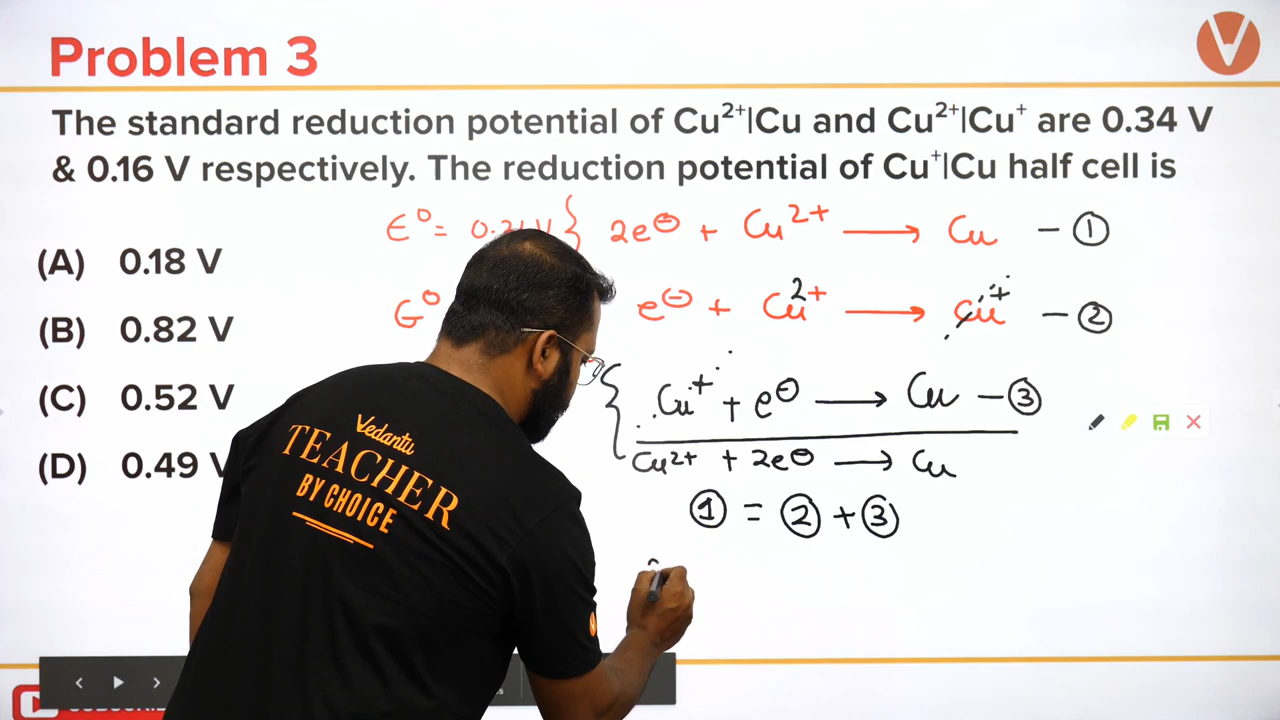 Problem 3
The standard reduction potential of Cu²⁺|Cu and Cu²⁺|Cu⁺ are 0.34 V
& 0.16 V respectively. The reduction potential of Cu⁺|Cu half cell is
E⁰ = 2e⊖ + Cu²⁺ ⟶ Cu – ①
(A) 0.18 V
G⁰ e⊖ + Cu²⁺ ⟶ Cu⁺ – ②
(B) 0.82 V
Cu⁺ + e⊖ ⟶ Cu – ③
(C) 0.52 V
Cu²⁺ + 2e⊖ ⟶ Cu
(D) 0.49 V
① = ② + ③
Vedantu
TEACHER
BY CHOICE